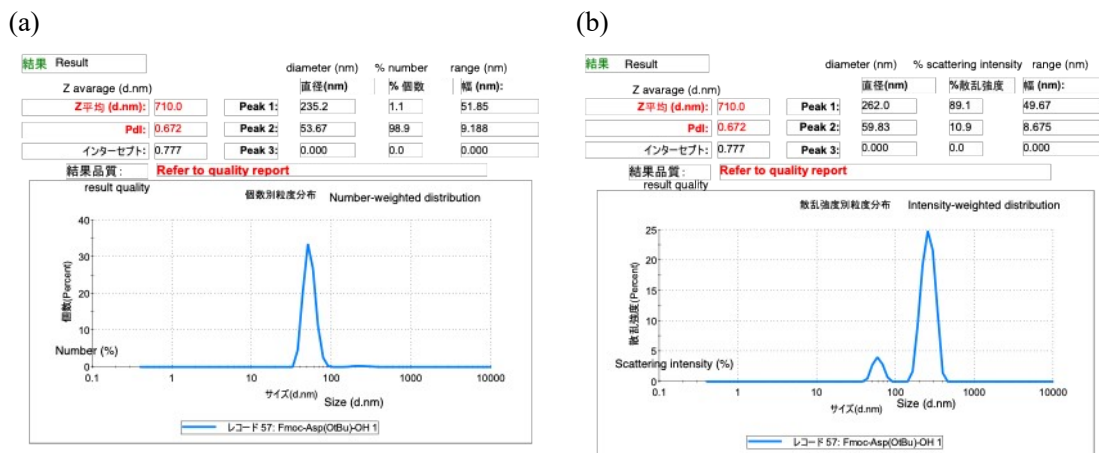 (a)
結果 Result
diameter (nm) % number range (nm)
Z avarage (d.nm) 直径(nm) % 個数 幅 (nm)
Z平均 (d.nm): 710.0 Peak 1: 235.2 1.1 51.85
PdI: 0.672 Peak 2: 53.67 98.9 9.188
インターセプト: 0.777 Peak 3: 0.000 0.0 0.000
結果品質: Refer to quality report
result quality
個数別粒度分布 Number-weighted distribution
個数(Percent)
40
30
20
10
0
Number (%)
0.1 1 10 100 1000 10000
サイズ(d.nm) Size (d.nm)
レコード 57: Fmoc-Asp(OtBu)-OH 1
(b)
結果 Result
diameter (nm) % scattering intensity range (nm)
Z avarage (d.nm) 直径(nm) %散乱強度 幅 (nm)
Z平均 (d.nm): 710.0 Peak 1: 262.0 89.1 49.67
PdI: 0.672 Peak 2: 59.83 10.9 8.675
インターセプト: 0.777 Peak 3: 0.000 0.0 0.000
結果品質: Refer to quality report
result quality
散乱強度別粒度分布 Intensity-weighted distribution
散乱強度(Percent)
25
20
15
10
5
0
Scattering intensity (%)
0.1 1 10 100 1000 10000
サイズ(d.nm) Size (d.nm)
レコード 57: Fmoc-Asp(OtBu)-OH 1